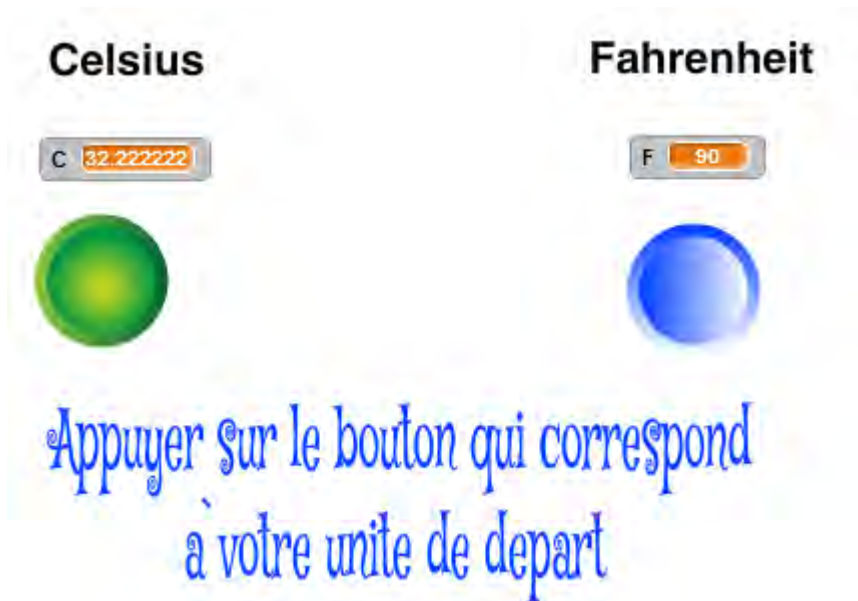 Celsius Fahrenheit
C 32.222222 F 90
Appuyer sur le bouton qui correspond
à votre unite de depart